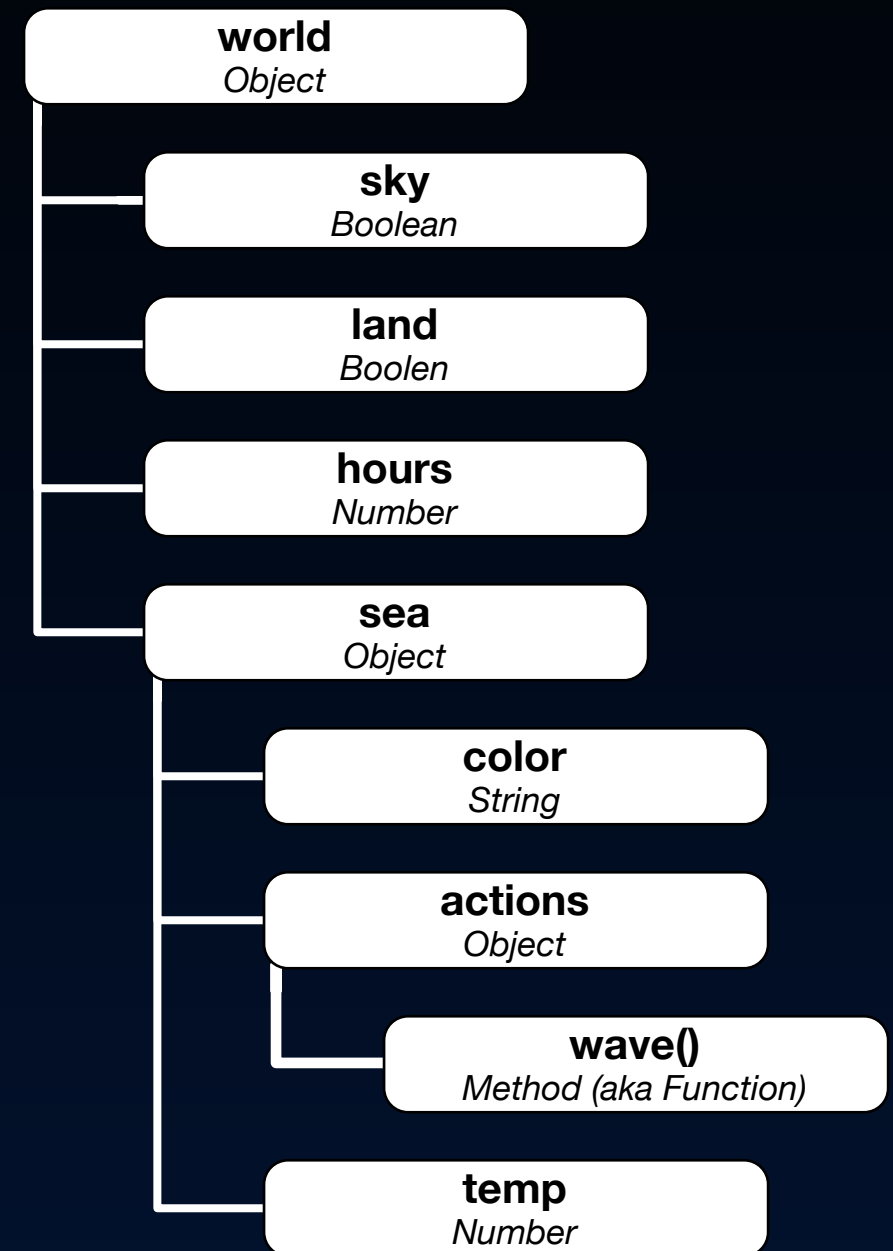 world
Object
sky
Boolean
land
Boolen
hours
Number
sea
Object
color
String
actions
Object
wave()
Method (aka Function)
temp
Number